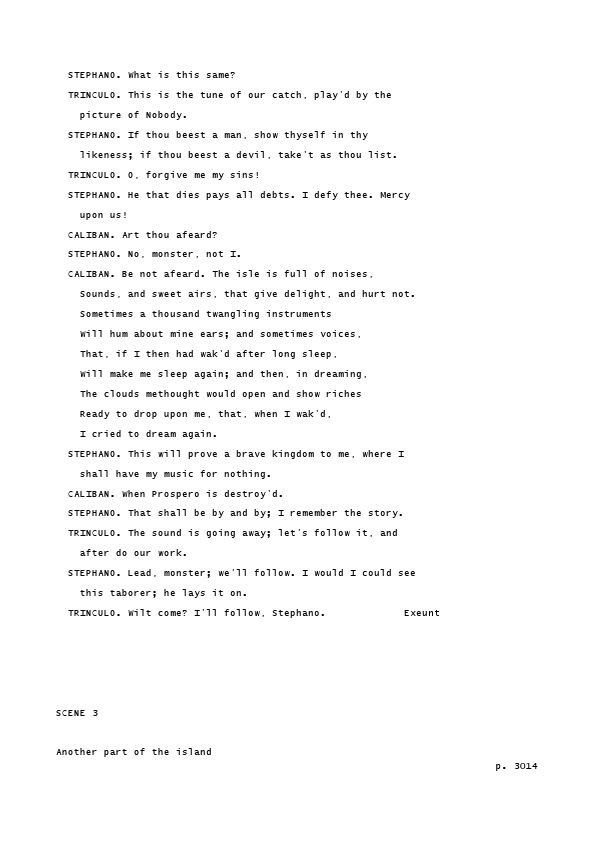 STEPHANO. What is this same?
TRINCULO. This is the tune of our catch, play'd by the
picture of Nobody.
STEPHANO. If thou beest a man, show thyself in thy
likeness; if thou beest a devil, take't as thou list.
TRINCULO. O, forgive me my sins!
STEPHANO. He that dies pays all debts. I defy thee. Mercy
upon us!
CALIBAN. Art thou afeard?
STEPHANO. No, monster, not I.
CALIBAN. Be not afeard. The isle is full of noises,
Sounds, and sweet airs, that give delight, and hurt not.
Sometimes a thousand twangling instruments
Will hum about mine ears; and sometimes voices,
That, if I then had wak'd after long sleep,
Will make me sleep again; and then, in dreaming,
The clouds methought would open and show riches
Ready to drop upon me, that, when I wak'd,
I cried to dream again.
STEPHANO. This will prove a brave kingdom to me, where I
shall have my music for nothing.
CALIBAN. When Prospero is destroy'd.
STEPHANO. That shall be by and by; I remember the story.
TRINCULO. The sound is going away; let's follow it, and
after do our work.
STEPHANO. Lead, monster; we'll follow. I would I could see
this taborer; he lays it on.
TRINCULO. Wilt come? I'll follow, Stephano. Exeunt
SCENE 3
Another part of the island
p. 3014